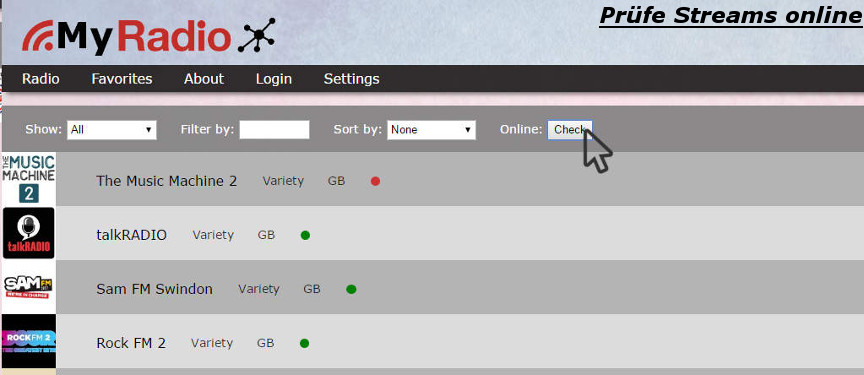 MyRadio
Prüfe Streams online
Radio Favorites About Login Settings
Show: All Filter by: Sort by: None Online: Check
THE MUSIC
MACHINE
2
The Music Machine 2 Variety GB
talkRADIO
talkRADIO Variety GB
SAM FM
Sam FM Swindon Variety GB
ROCKFM 2
Rock FM 2 Variety GB